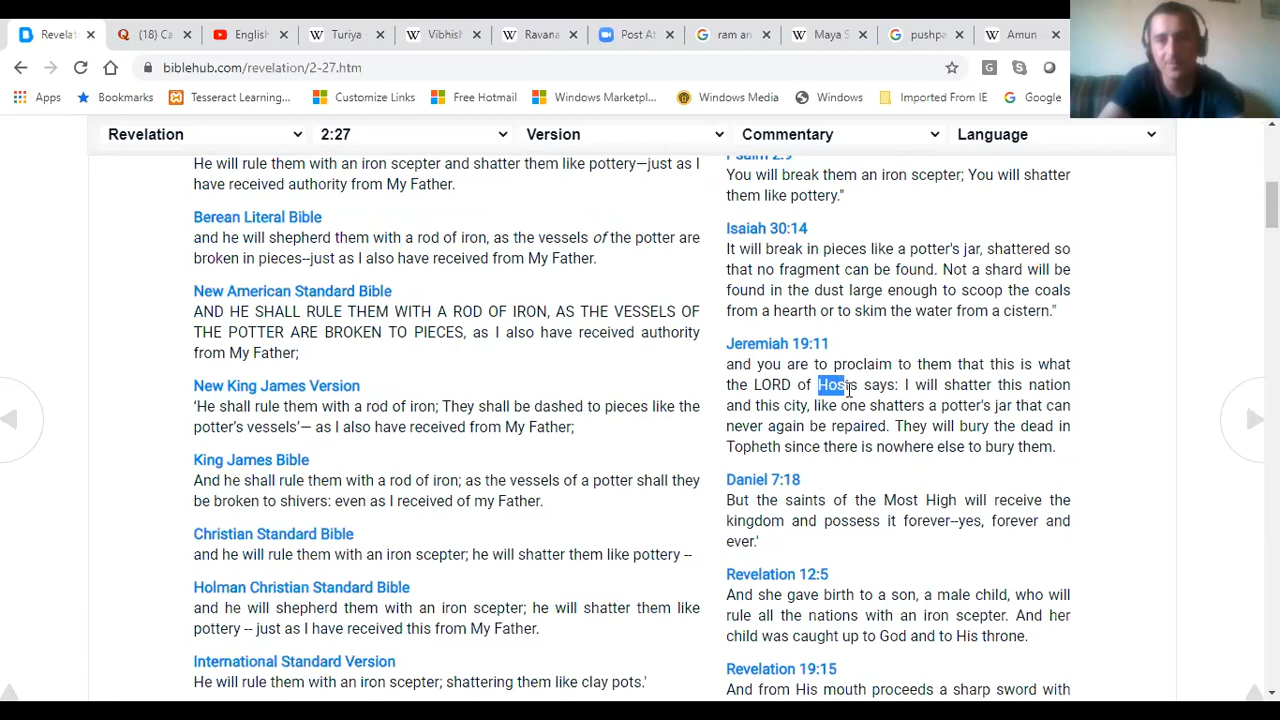 Revelat
(18) Ca
English
Turiya -
Vibhish
Ravana
Post At
ram an
Maya S
pushpa
Amun -
biblehub.com/revelation/2-27.htm
Apps
Bookmarks
Tesseract Learning...
Customize Links
Free Hotmail
Windows Marketpl...
Windows Media
Windows
Imported From IE
Google
Revelation
2:27
Version
Commentary
Language
He will rule them with an iron scepter and shatter them like pottery—just as I
have received authority from My Father.
Berean Literal Bible
and he will shepherd them with a rod of iron, as the vessels of the potter are
broken in pieces--just as I also have received from My Father.
New American Standard Bible
AND HE SHALL RULE THEM WITH A ROD OF IRON, AS THE VESSELS OF
THE POTTER ARE BROKEN TO PIECES, as I also have received authority
from My Father;
New King James Version
‘He shall rule them with a rod of iron; They shall be dashed to pieces like the
potter’s vessels’— as I also have received from My Father;
King James Bible
And he shall rule them with a rod of iron; as the vessels of a potter shall they
be broken to shivers: even as I received of my Father.
Christian Standard Bible
and he will rule them with an iron scepter; he will shatter them like pottery --
Holman Christian Standard Bible
and he will shepherd them with an iron scepter; he will shatter them like
pottery -- just as I have received this from My Father.
International Standard Version
He will rule them with an iron scepter; shattering them like clay pots.'
Psalm 2:9
You will break them an iron scepter; You will shatter
them like pottery."
Isaiah 30:14
It will break in pieces like a potter's jar, shattered so
that no fragment can be found. Not a shard will be
found in the dust large enough to scoop the coals
from a hearth or to skim the water from a cistern."
Jeremiah 19:11
and you are to proclaim to them that this is what
the LORD of Hosts says: I will shatter this nation
and this city, like one shatters a potter's jar that can
never again be repaired. They will bury the dead in
Topheth since there is nowhere else to bury them.
Daniel 7:18
But the saints of the Most High will receive the
kingdom and possess it forever--yes, forever and
ever.'
Revelation 12:5
And she gave birth to a son, a male child, who will
rule all the nations with an iron scepter. And her
child was caught up to God and to His throne.
Revelation 19:15
And from His mouth proceeds a sharp sword with